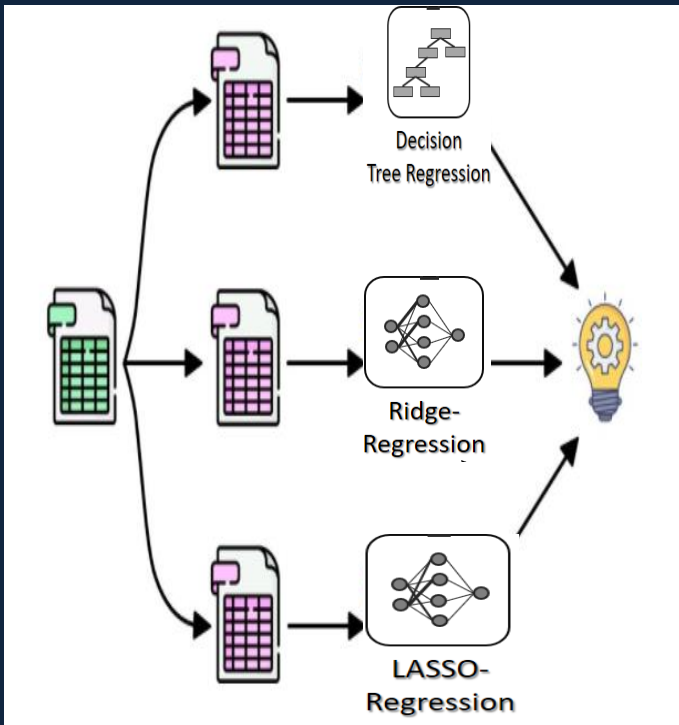 Decision
Tree Regression
Ridge-
Regression
LASSO-
Regression